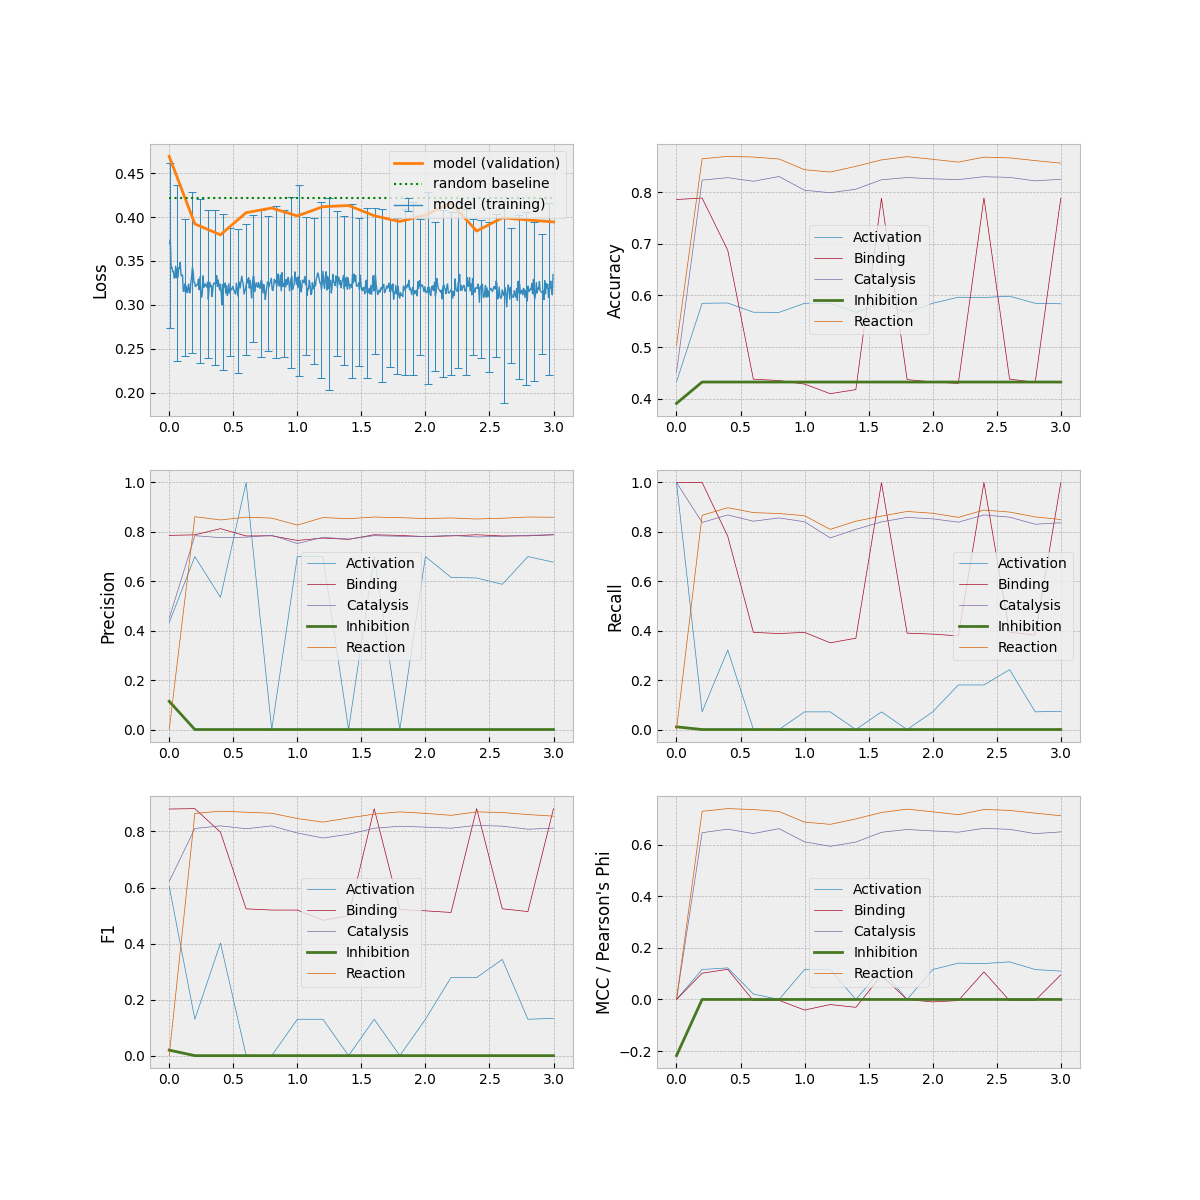 0.45
0.40
0.35
0.30
0.25
0.20
Loss
model (validation)
random baseline
model (training)
0.0 0.5 1.0 1.5 2.0 2.5 3.0
0.8
0.7
0.6
0.5
0.4
Accuracy
Activation
Binding
Catalysis
Inhibition
Reaction
0.0 0.5 1.0 1.5 2.0 2.5 3.0
1.0
0.8
0.6
0.4
0.2
0.0
Precision
Activation
Binding
Catalysis
Inhibition
Reaction
0.0 0.5 1.0 1.5 2.0 2.5 3.0
1.0
0.8
0.6
0.4
0.2
0.0
Recall
Activation
Binding
Catalysis
Inhibition
Reaction
0.0 0.5 1.0 1.5 2.0 2.5 3.0
0.8
0.6
0.4
0.2
0.0
F1
Activation
Binding
Catalysis
Inhibition
Reaction
0.0 0.5 1.0 1.5 2.0 2.5 3.0
0.6
0.4
0.2
0.0
−0.2
MCC / Pearson's Phi
Activation
Binding
Catalysis
Inhibition
Reaction
0.0 0.5 1.0 1.5 2.0 2.5 3.0